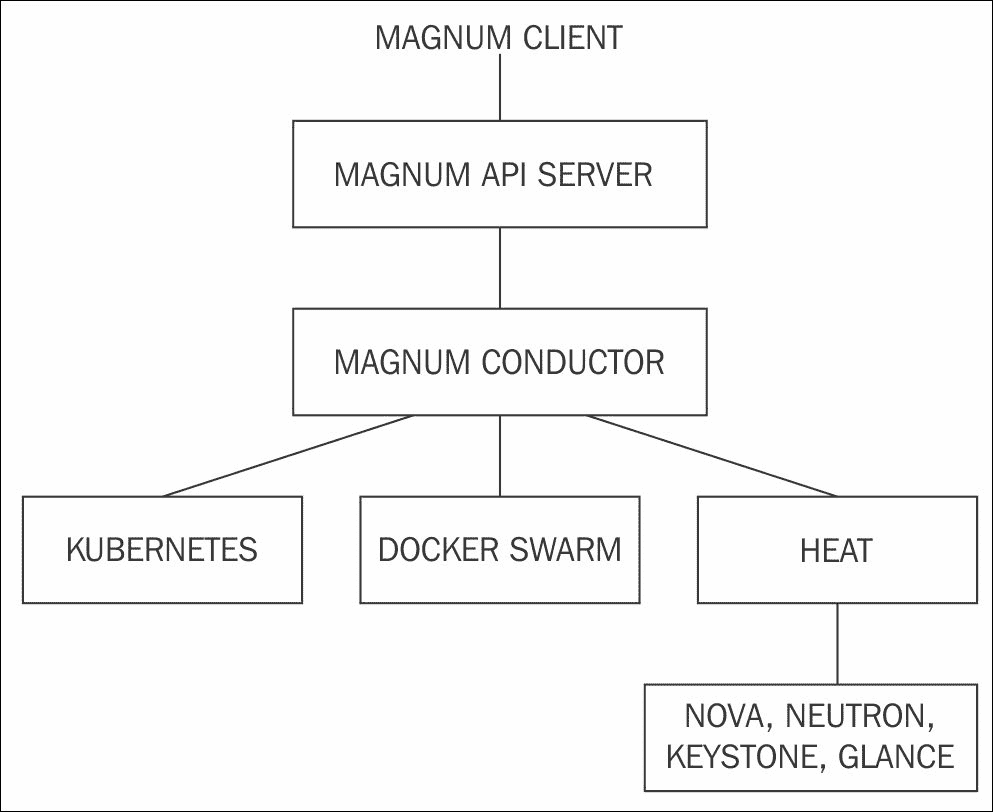 MAGNUM CLIENT
MAGNUM API SERVER
MAGNUM CONDUCTOR
KUBERNETES
DOCKER SWARM
HEAT
NOVA, NEUTRON,
KEYSTONE, GLANCE